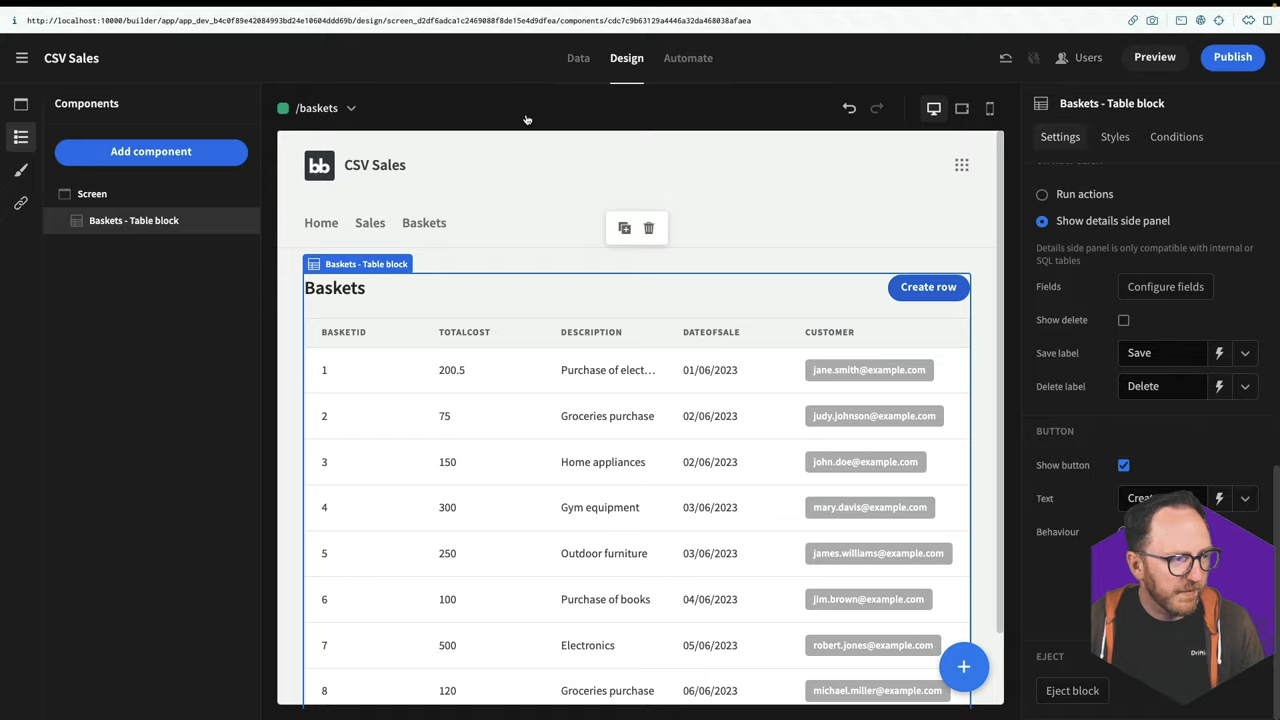 http://localhost:10000/builder/app/app_dev_b4c0f89e42084993bd24e10604ddd69b/design/screen_d2df6adca1c2469088f8de15e4d9dfea/components/cdc7c9b63129a4446a32da468038afaea
CSV Sales
Data
Design
Automate
Users
Preview
Publish
Components
Add component
Screen
Baskets - Table block
/baskets
bb
CSV Sales
Home
Sales
Baskets
Baskets - Table block
Baskets
Create row
BASKETID TOTALCOST DESCRIPTION DATEOFSALE CUSTOMER
1 200.5 Purchase of elect... 01/06/2023 jane.smith@example.com
2 75 Groceries purchase 02/06/2023 judy.johnson@example.com
3 150 Home appliances 02/06/2023 john.doe@example.com
4 300 Gym equipment 03/06/2023 mary.davis@example.com
5 250 Outdoor furniture 03/06/2023 james.williams@example.com
6 100 Purchase of books 04/06/2023 jim.brown@example.com
7 500 Electronics 05/06/2023 robert.jones@example.com
8 120 Groceries purchase 06/06/2023 michael.miller@example.com
Baskets - Table block
Settings
Styles
Conditions
Run actions
Show details side panel
Details side panel is only compatible with internal or
SQL tables
Fields
Configure fields
Show delete
Save label
Save
Delete label
Delete
BUTTON
Show button
Text
Behaviour
EJECT
Eject block